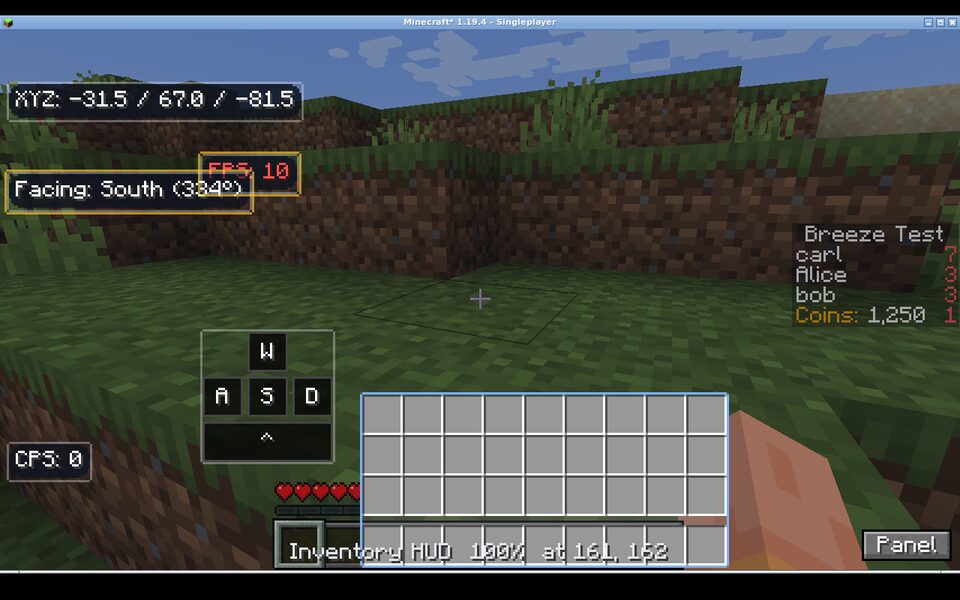 Minecraft* 1.19.4 - Singleplayer
XYZ: -31.5 / 67.0 / -81.5
FPS: 10
Facing: South (334°)
Breeze Test
carl 7
Alice 3
bob 3
Coins: 1,250 1
W
A S D
^
CPS: 0
Inventory HUD 100% at 161, 162
Panel